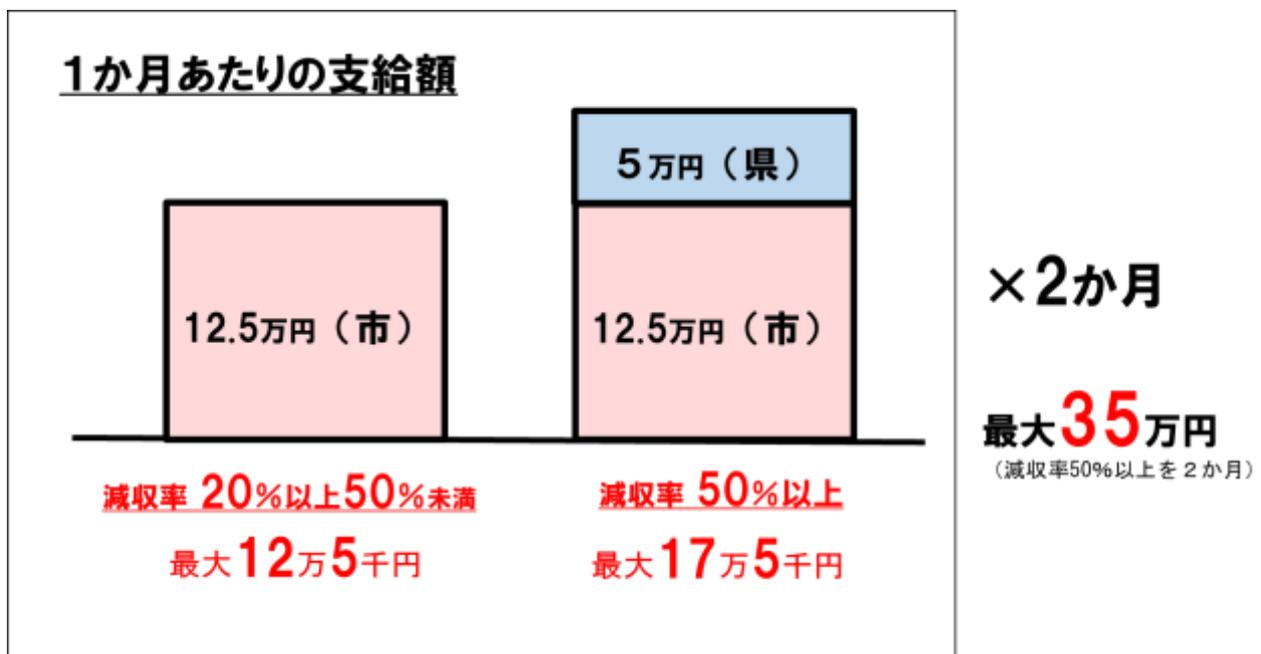 1か月あたりの支給額
5万円（県）
12.5万円（市）
12.5万円（市）
×2か月
最大35万円
（減収率50%以上を２か月）
減収率 20%以上50%未満
減収率 50%以上
最大12万5千円
最大17万5千円